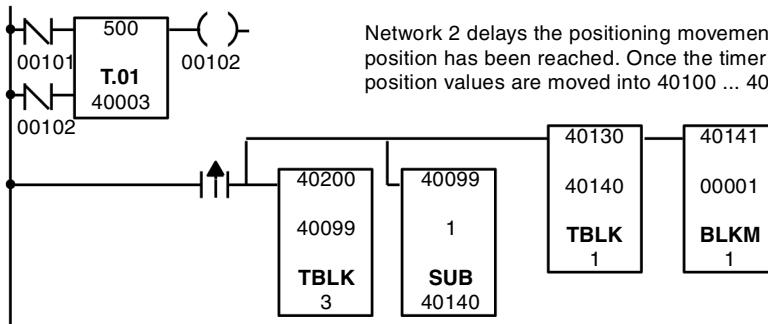 500
00101
00102
T.01
40003
00102
Network 2 delays the positioning movemen
position has been reached. Once the timer
position values are moved into 40100 ... 40
40200
40099
TBLK
3
40099
1
SUB
40140
40130
40140
TBLK
1
40141
00001
BLKM
1